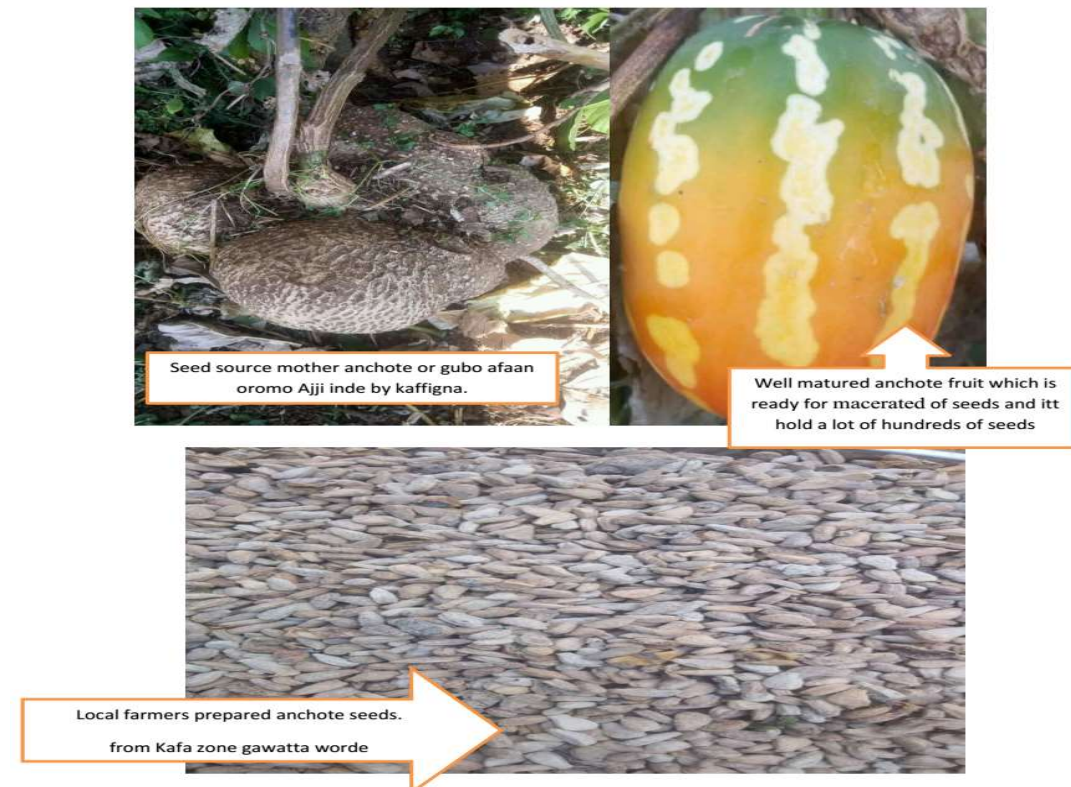 Seed source mother anchote or gubo afaan
oromo Ajji inde by kaffigna.
Well matured anchote fruit which is
ready for macerated of seeds and itt
hold a lot of hundreds of seeds
Local farmers prepared anchote seeds.
from Kafa zone gawatta worde